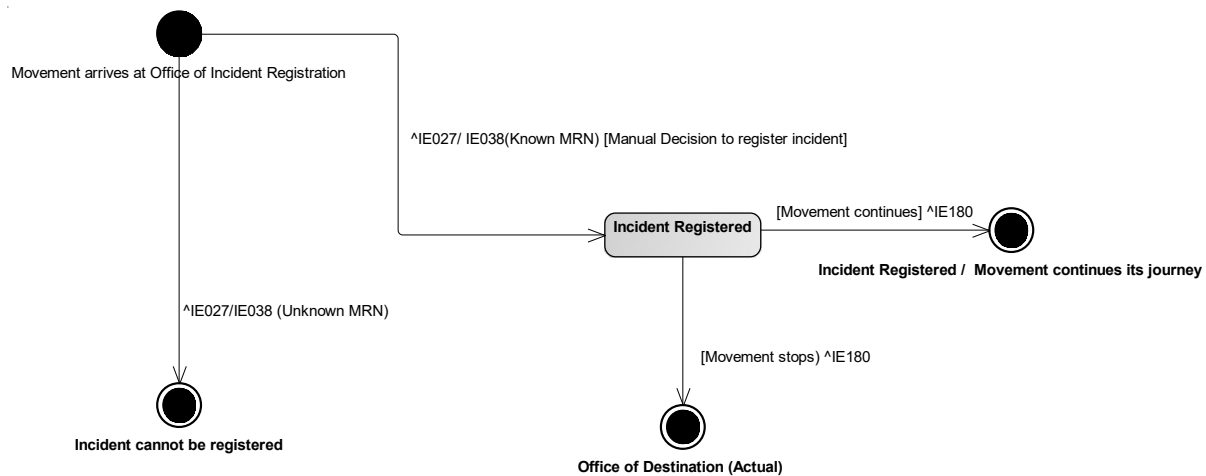 Movement arrives at Office of Incident Registration
^IE027/ IE038(Known MRN) [Manual Decision to register incident]
Incident Registered
[Movement continues] ^IE180
Incident Registered /  Movement continues its journey
^IE027/IE038 (Unknown MRN)
[Movement stops) ^IE180
Incident cannot be registered
Office of Destination (Actual)